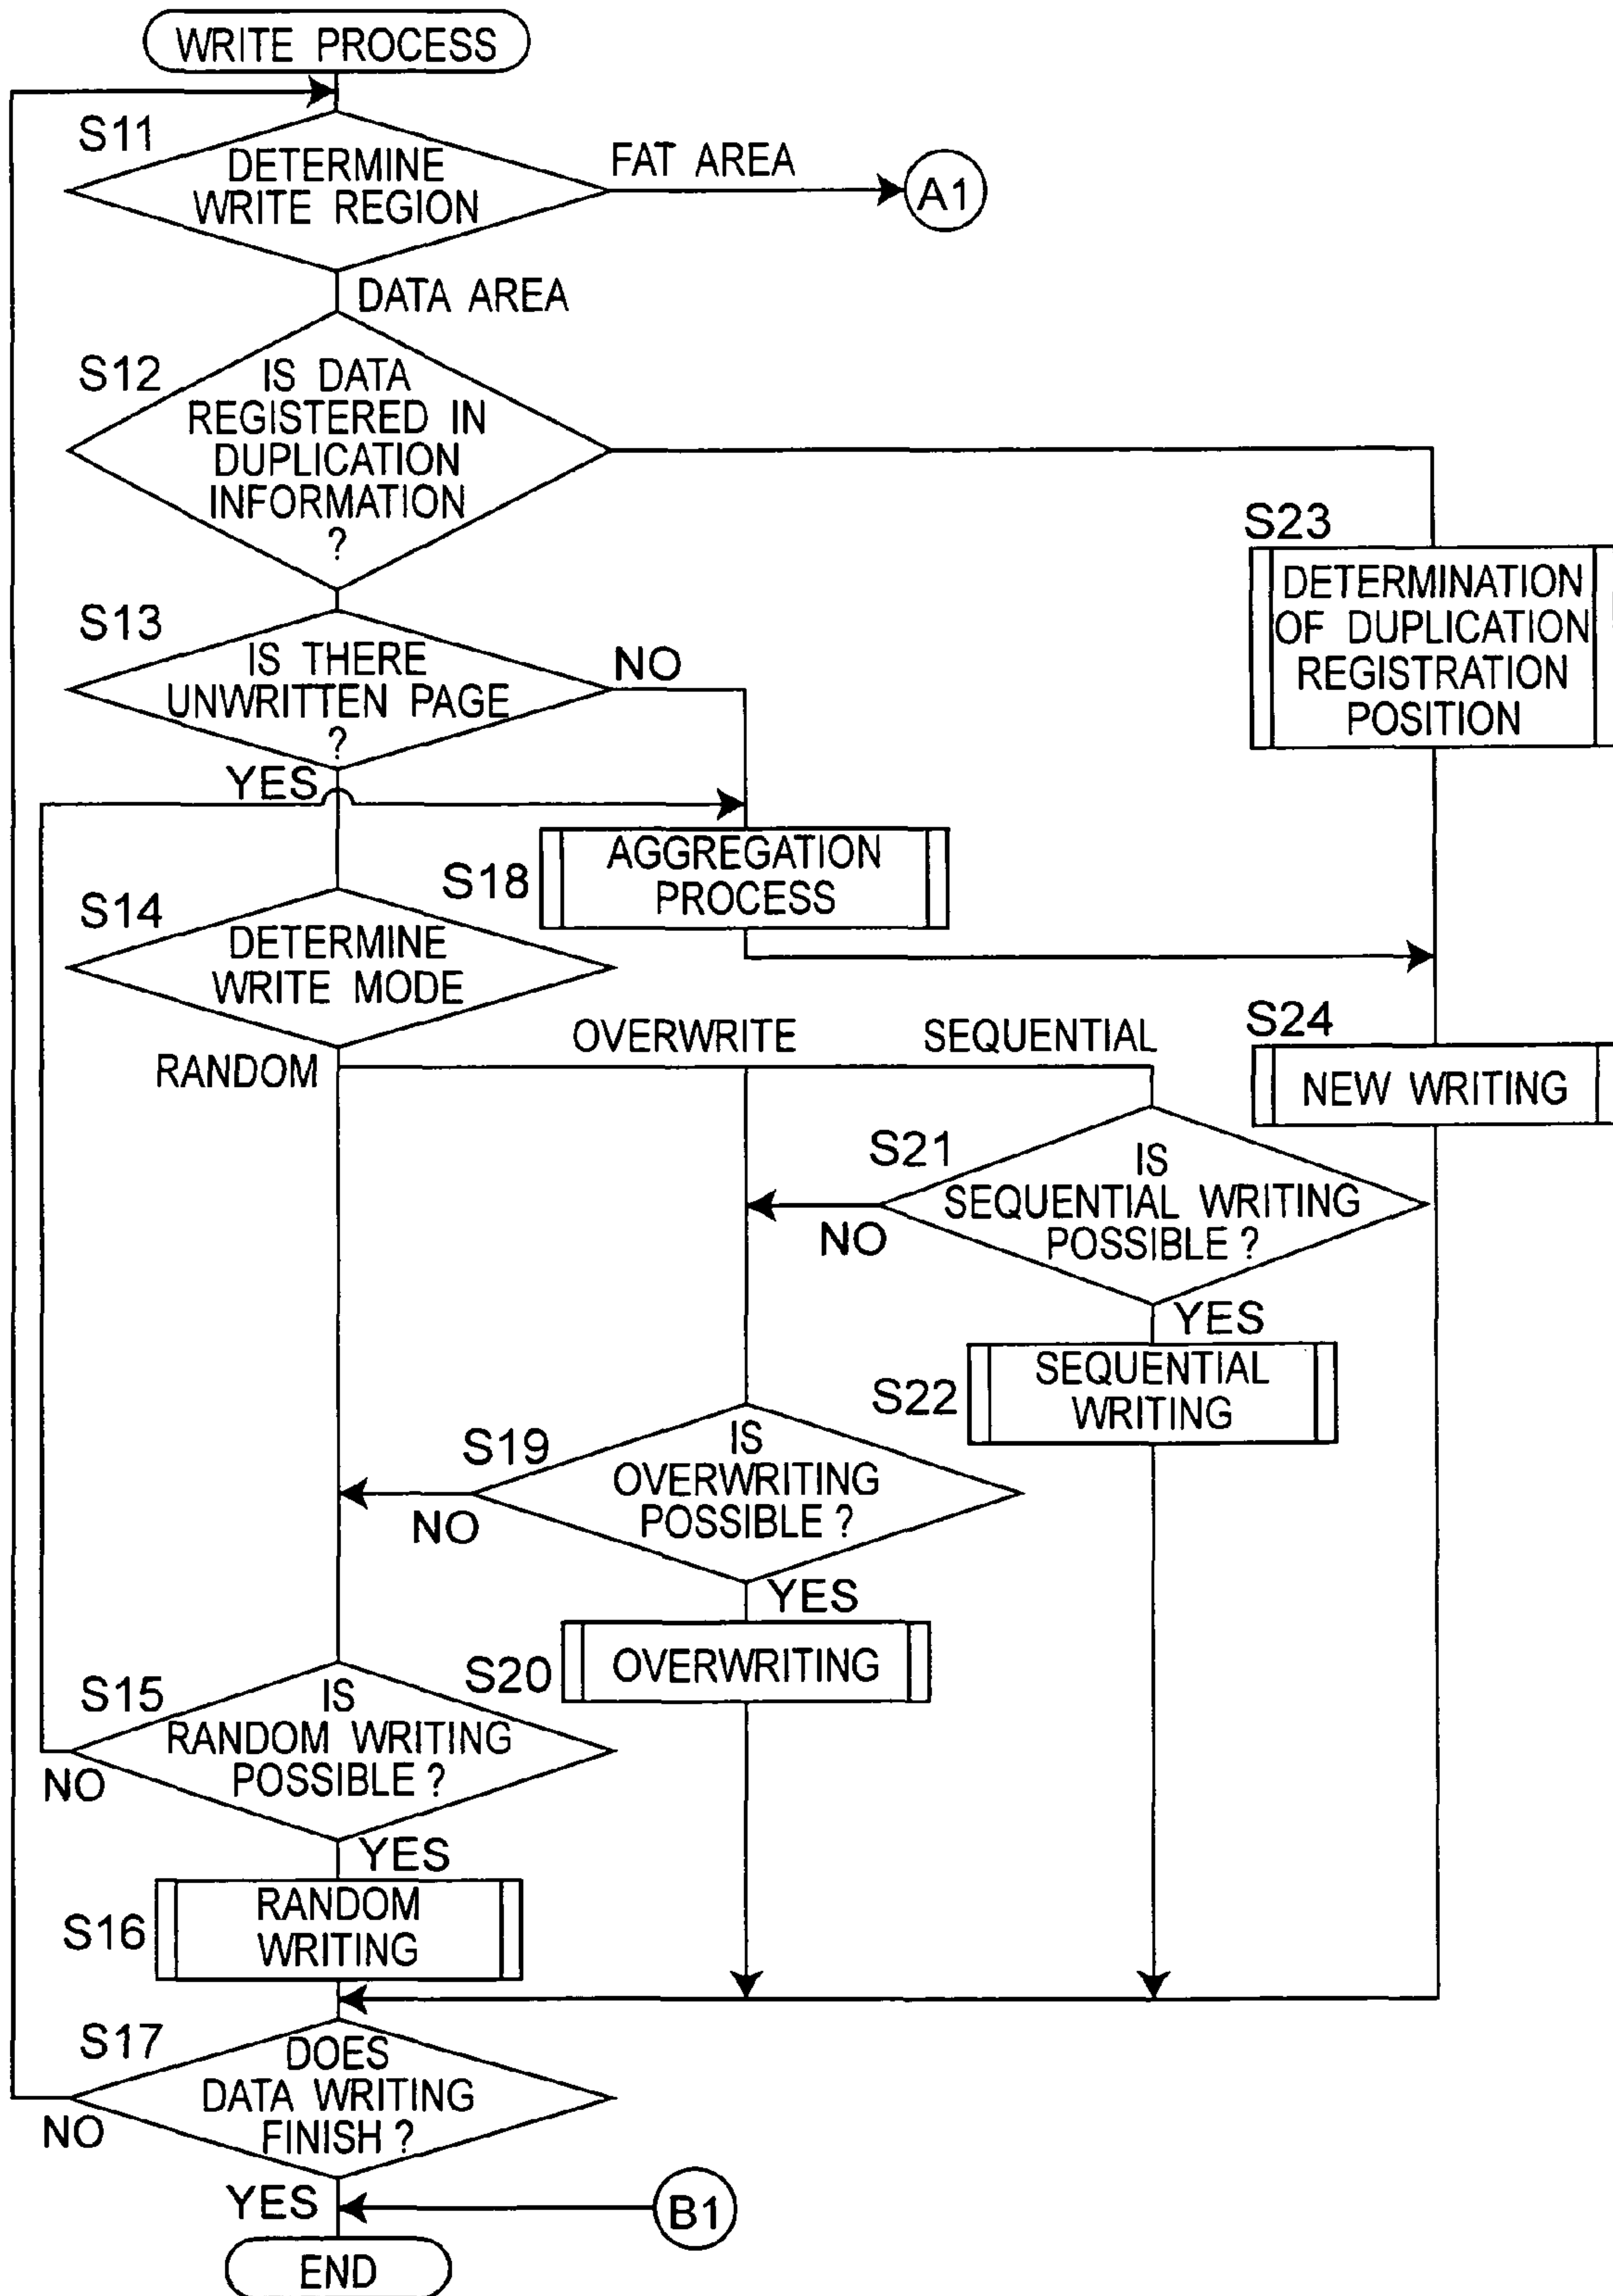 WRITE PROCESS
S11
DETERMINE
WRITE REGION
FAT AREA
A1
DATA AREA
S12
IS DATA
REGISTERED IN
DUPLICATION
INFORMATION
?
S23
DETERMINATION
OF DUPLICATION
REGISTRATION
POSITION
S13
IS THERE
UNWRITTEN PAGE
?
NO
YES
S18
AGGREGATION
PROCESS
S14
DETERMINE
WRITE MODE
RANDOM
OVERWRITE
SEQUENTIAL
S24
NEW WRITING
S21
IS
SEQUENTIAL WRITING
POSSIBLE ?
NO
YES
S22
SEQUENTIAL
WRITING
S19
IS
OVERWRITING
POSSIBLE ?
NO
YES
S20
OVERWRITING
S15
IS
RANDOM WRITING
POSSIBLE ?
NO
YES
S16
RANDOM
WRITING
S17
DOES
DATA WRITING
FINISH ?
NO
YES
B1
END